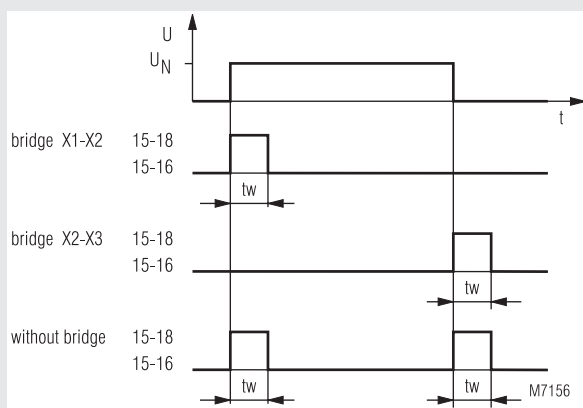 U
U_N
t
bridge X1-X2 15-18
15-16
tw
bridge X2-X3 15-18
15-16
tw
without bridge 15-18
15-16
tw tw M7156